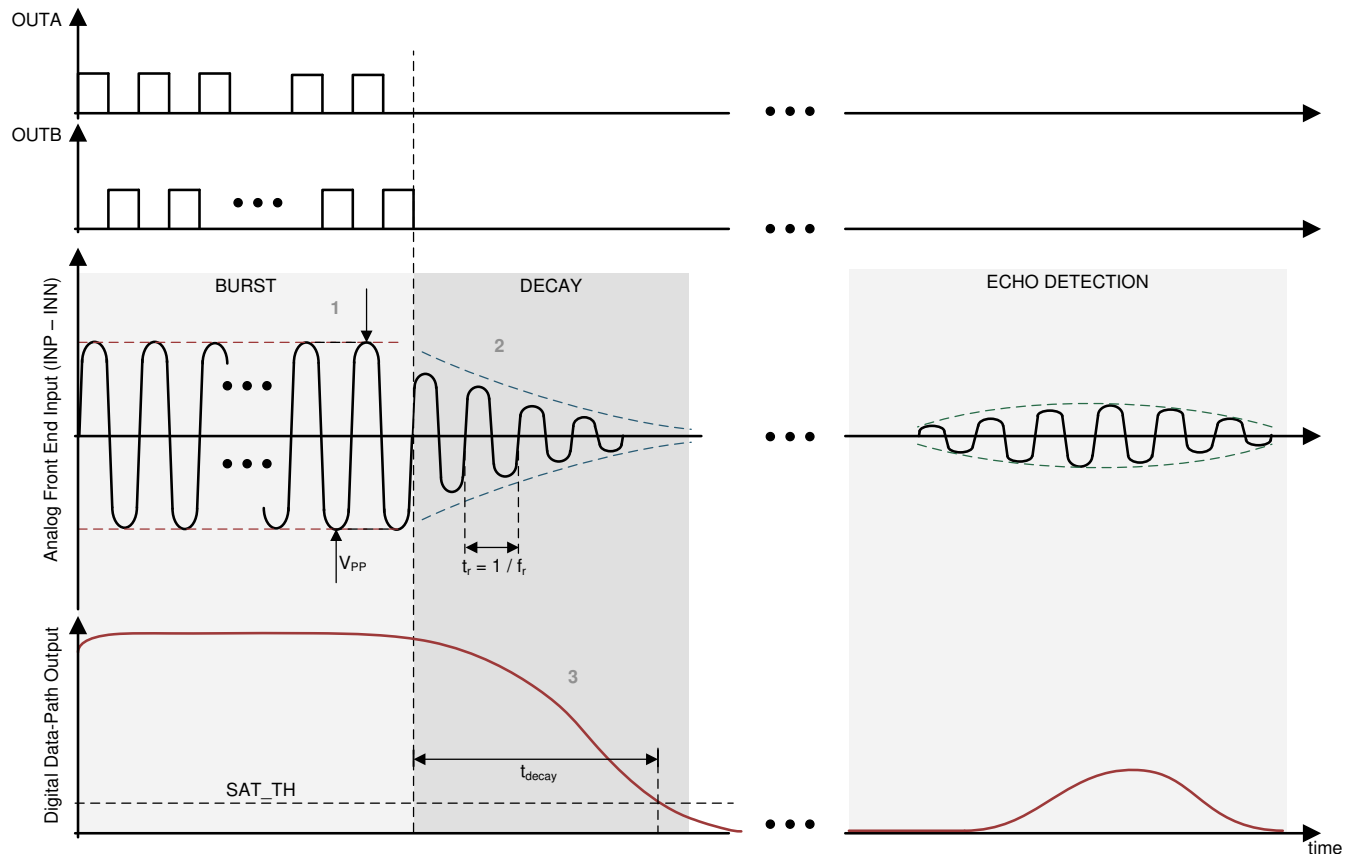 OUTA
OUTB
Analog Front End Input (INP – INN)
BURST
DECAY
ECHO DETECTION
1
2
VPP
tr = 1 / fr
Digital Data-Path Output
3
tdecay
SAT_TH
time